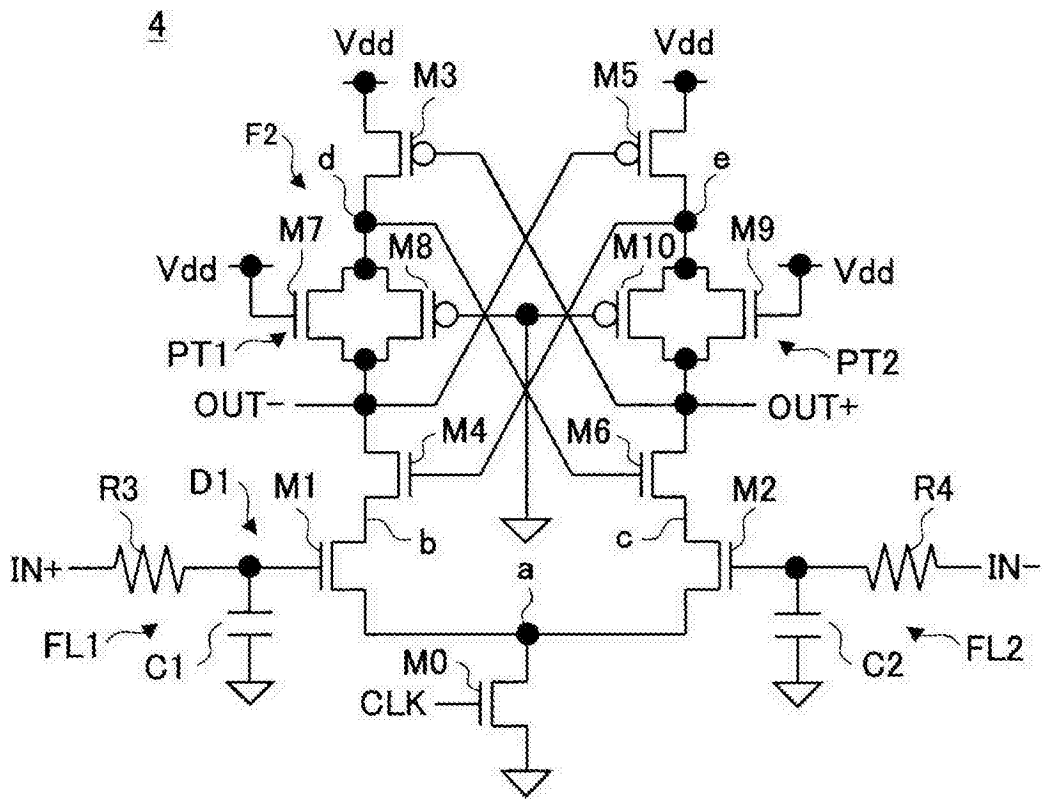 4
Vdd Vdd
M3 M5
F2
d e
M7 M8 M10 M9
Vdd Vdd
PT1 PT2
OUT- OUT+
M4 M6
R3 D1 M1 M2 R4
b c
IN+ a IN-
FL1 C1 C2 FL2
M0
CLK